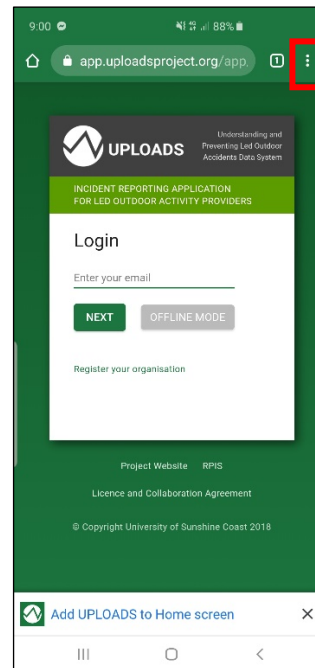 9:00 88%
app.uploadsproject.org/app. 1
UPLOADS
Understanding and
Preventing Led Outdoor
Accidents Data System
INCIDENT REPORTING APPLICATION
FOR LED OUTDOOR ACTIVITY PROVIDERS
Login
Enter your email
NEXT OFFLINE MODE
Register your organisation
Project Website RPIS
Licence and Collaboration Agreement
© Copyright University of Sunshine Coast 2018
Add UPLOADS to Home screen